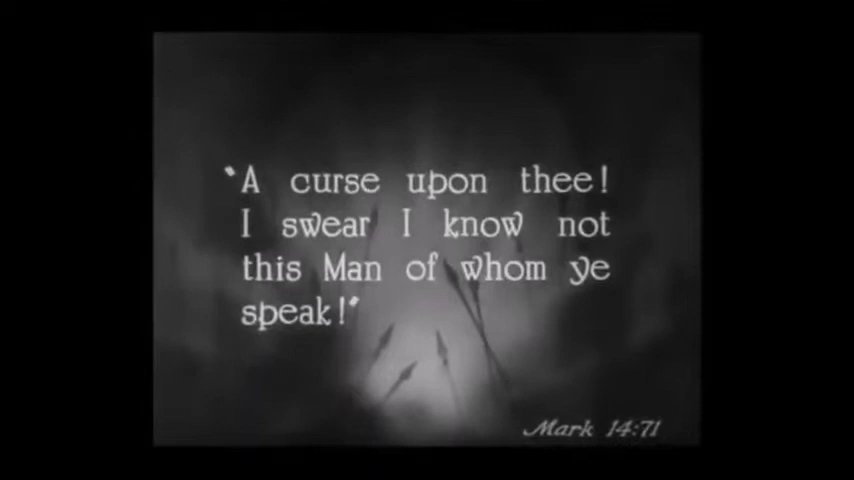 "A curse upon thee!
I swear I know not
this Man of whom ye
speak!"
Mark 14:71